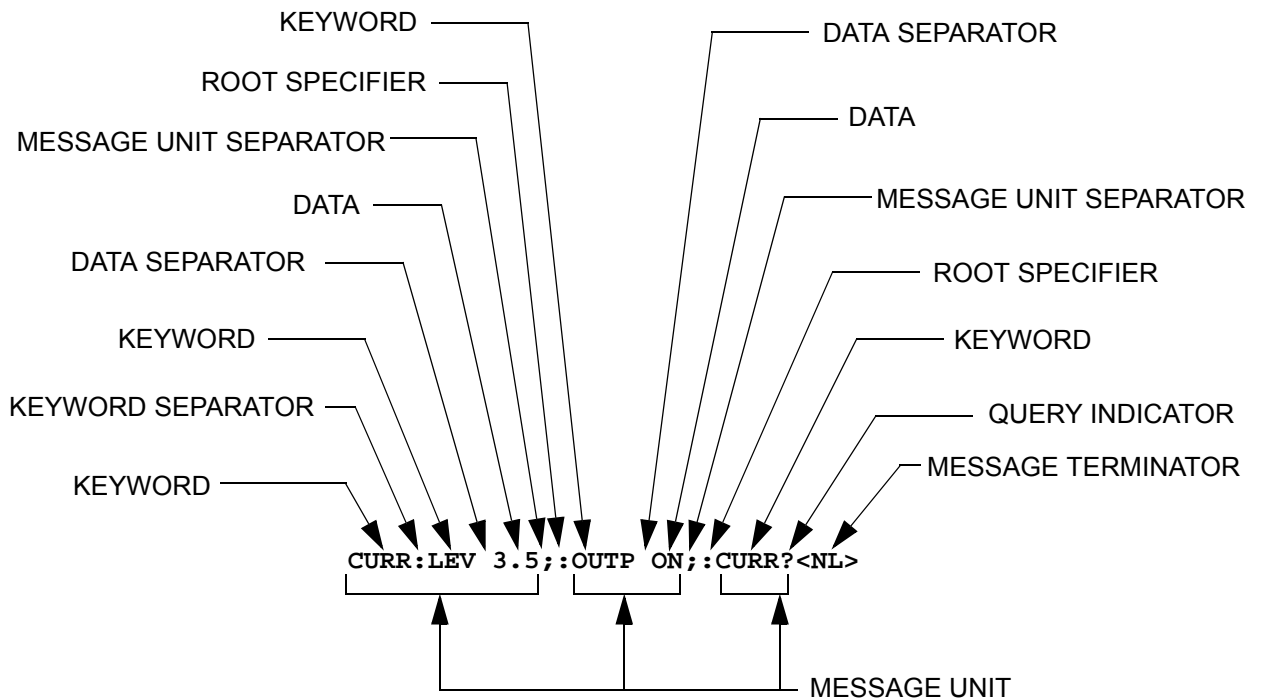 KEYWORD
DATA SEPARATOR
ROOT SPECIFIER
DATA
MESSAGE UNIT SEPARATOR
MESSAGE UNIT SEPARATOR
DATA
DATA SEPARATOR
ROOT SPECIFIER
KEYWORD
KEYWORD
KEYWORD SEPARATOR
QUERY INDICATOR
MESSAGE TERMINATOR
KEYWORD
CURR:LEV 3.5;:OUTP ON;:CURR?<NL>
MESSAGE UNIT